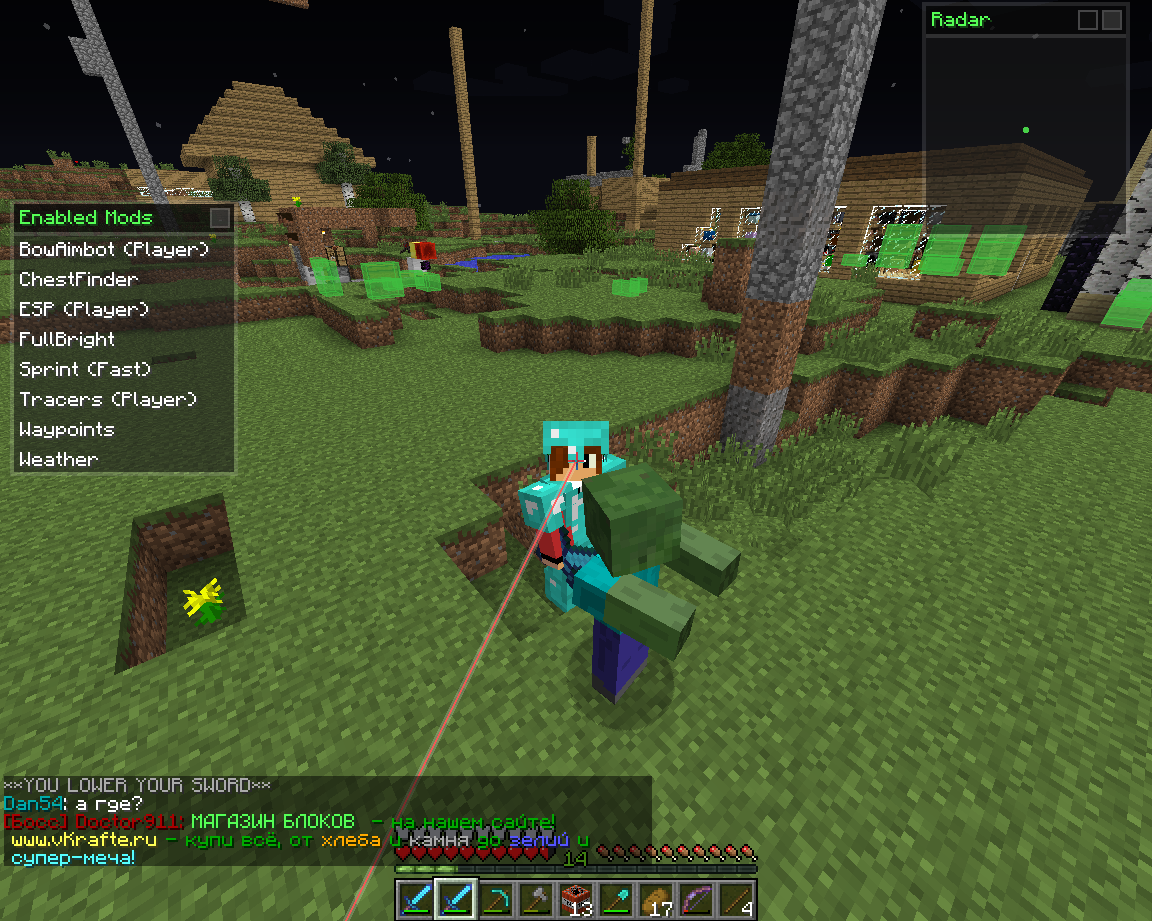 Radar
Enabled Mods
BowAimbot (Player)
ChestFinder
ESP (Player)
FullBright
Sprint (Fast)
Tracers (Player)
Waypoints
Weather
**YOU LOWER YOUR SWORD**
Dan54: а где?
[Босс] Doctor911: МАГАЗИН БЛОКОВ - на нашем сайте!
www.vKrafte.ru - купи всё, от хлеба и камня до зелий и
супер-меча!
14
13 17 4